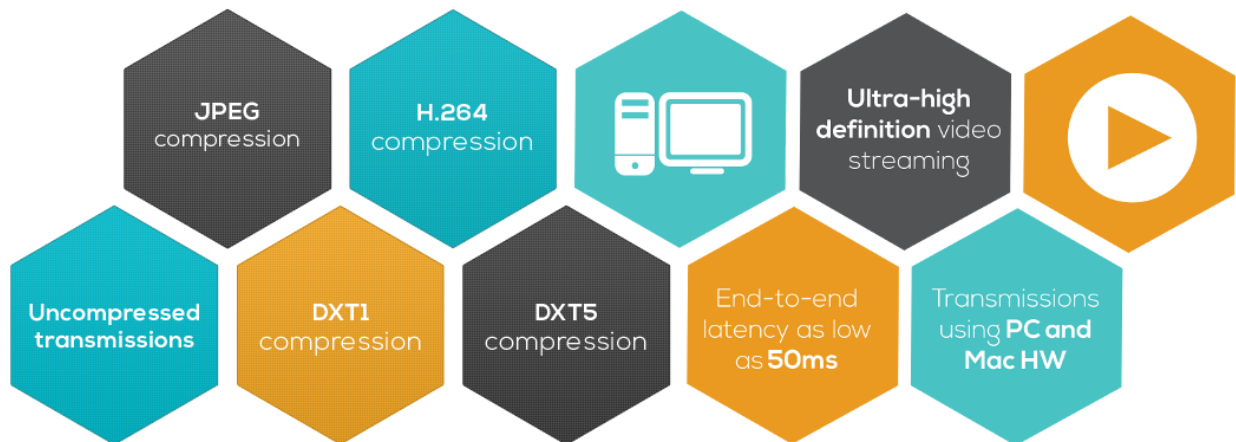 JPEG
compression
H.264
compression
Ultra-high
definition video
streaming
Uncompressed
transmissions
DXT1
compression
DXT5
compression
End-to-end
latency as low
as 50ms
Transmissions
using PC and
Mac HW